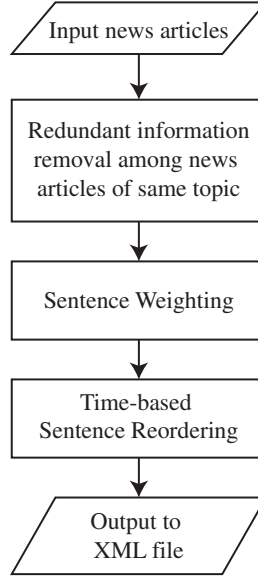 Input news articles
Redundant information
removal among news
articles of same topic
Sentence Weighting
Time-based
Sentence Reordering
Output to
XML file